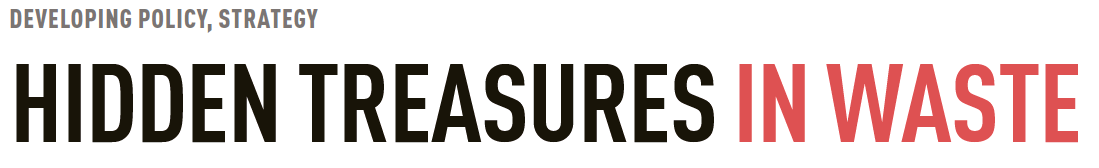 DEVELOPING POLICY, STRATEGY
HIDDEN TREASURES IN WASTE